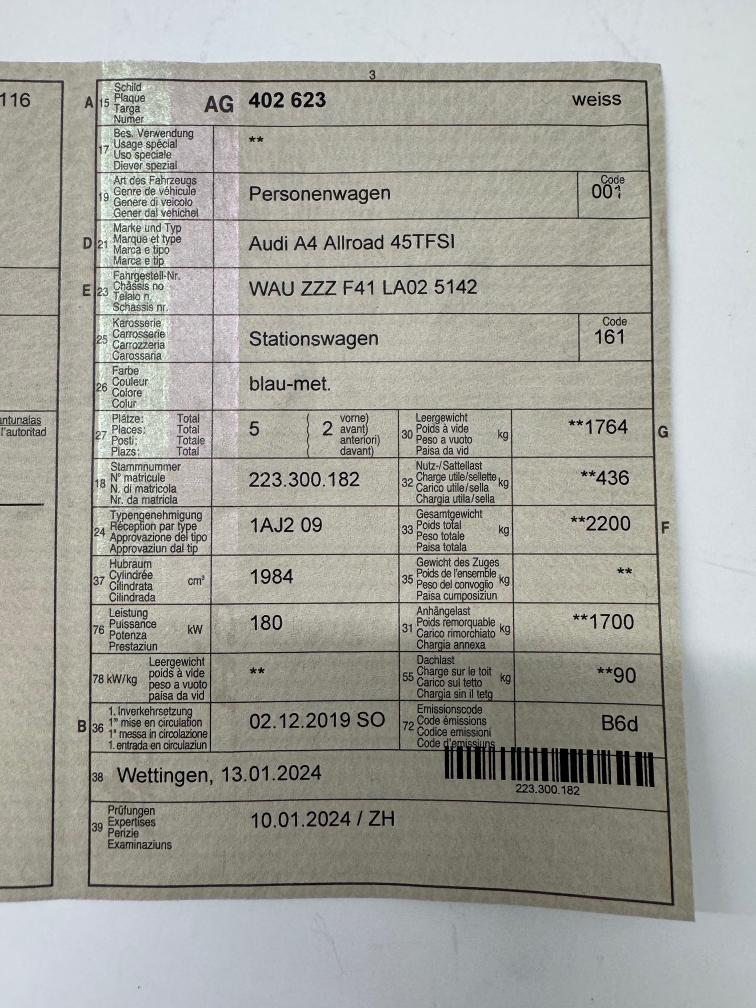 3
116
A 15 Schild
Plaque
Targa
Numer
AG 402 623 weiss
17 Bes. Verwendung
Usage spécial
Uso speciale
Diever spezial
**
19 Art des Fahrzeugs
Genre de véhicule
Genere di veicolo
Gener dal vehichel
Personenwagen
Code
001
D 21 Marke und Typ
Marque et type
Marca e tipo
Marca e tip
Audi A4 Allroad 45TFSI
E 23 Fahrgestell-Nr.
Châssis no
Telaio n.
Schassis nr.
WAU ZZZ F41 LA02 5142
25 Karosserie
Carrosserie
Carrozzeria
Carossaria
Stationswagen
Code
161
26 Farbe
Couleur
Colore
Colur
blau-met.
antunalas
l'autoritad
27 Plätze: Total
Places: Total
Posti: Totale
Plazs: Total
5 2 vorne)
avant)
anteriori)
davant)
30 Leergewicht
Poids à vide
Peso a vuoto
Paisa da vid
kg
**1764 G
18 Stammnummer
N° matricule
N. di matricola
Nr. da matricla
223.300.182
32 Nutz-/Sattellast
Charge utile/sellette
Carico utile/sella
Chargia utila/sella
kg
**436
24 Typengenehmigung
Réception par type
Approvazione del tipo
Approvaziun dal tip
1AJ2 09
33 Gesamtgewicht
Poids total
Peso totale
Paisa totala
kg
**2200 F
37 Hubraum
Cylindrée
Cilindrata
Cilindrada
cm³
1984
35 Gewicht des Zuges
Poids de l'ensemble
Peso del convoglio
Paisa cumposiziun
kg
**
76 Leistung
Puissance
Potenza
Prestaziun
kW
180
31 Anhängelast
Poids remorquable
Carico rimorchiato
Chargia annexa
kg
**1700
78 kW/kg Leergewicht
poids à vide
peso a vuoto
paisa da vid
**
55 Dachlast
Charge sur le toit
Carico sul tetto
Chargia sin il tetg
kg
**90
B 36 1. Inverkehrsetzung
1re mise en circulation
1a messa in circolazione
1. entrada en circulaziun
02.12.2019 SO
72 Emissionscode
Code émissions
Codice emissioni
Code d'emissiuns
B6d
38 Wettingen, 13.01.2024
223.300.182
39 Prüfungen
Expertises
Perizie
Examinaziuns
10.01.2024 / ZH